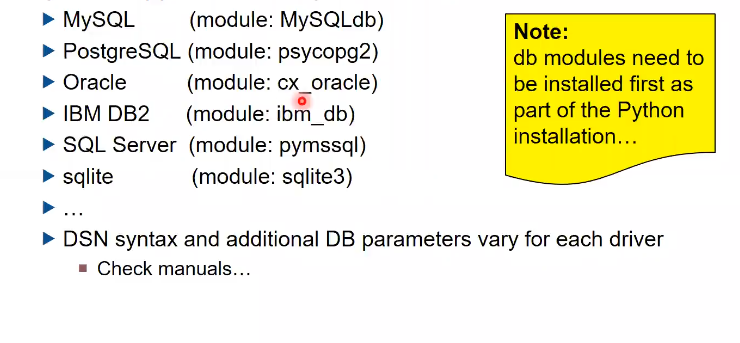 MySQL (module: MySQLdb)
PostgreSQL (module: psycopg2)
Oracle (module: cx_oracle)
IBM DB2 (module: ibm_db)
SQL Server (module: pymssql)
sqlite (module: sqlite3)
…
DSN syntax and additional DB parameters vary for each driver
Check manuals…
Note:
db modules need to
be installed first as
part of the Python
installation…